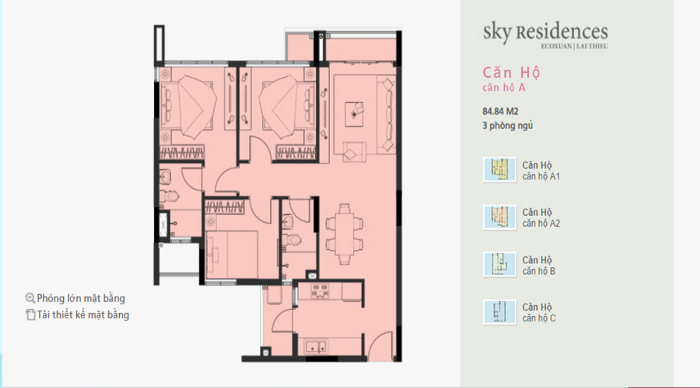 Sky Residences
ECOXUAN | LAI THIEU
Căn Hộ
căn hộ A
84.84 M2
3 phòng ngủ
Căn Hộ
căn hộ A1
Căn Hộ
căn hộ A2
Căn Hộ
căn hộ B
Căn Hộ
căn hộ C
Phóng lớn mặt bằng
Tải thiết kế mặt bằng